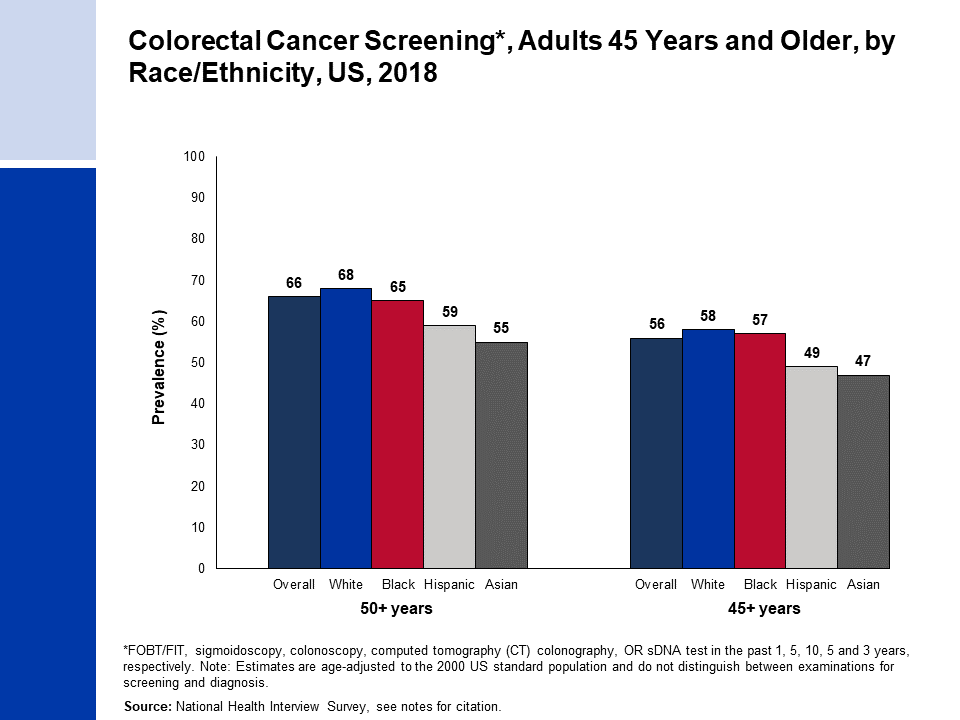 Colorectal Cancer Screening*, Adults 45 Years and Older, by
Race/Ethnicity, US, 2018
Prevalence (%)
100
90
80
70
60
50
40
30
20
10
0
66
68
65
59
55
56
58
57
49
47
Overall White Black Hispanic Asian
50+ years
Overall White Black Hispanic Asian
45+ years
*FOBT/FIT, sigmoidoscopy, colonoscopy, computed tomography (CT) colonography, OR sDNA test in the past 1, 5, 10, 5 and 3 years,
respectively. Note: Estimates are age-adjusted to the 2000 US standard population and do not distinguish between examinations for
screening and diagnosis.
Source: National Health Interview Survey, see notes for citation.